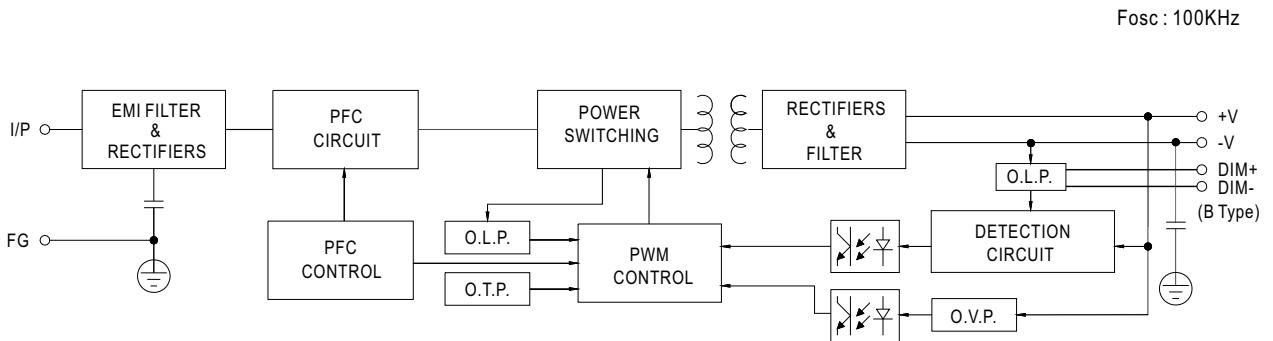 Fosc : 100KHz
I/P
EMI FILTER
&
RECTIFIERS
PFC
CIRCUIT
POWER
SWITCHING
RECTIFIERS
&
FILTER
+V
-V
DIM+
DIM-
(B Type)
O.L.P.
FG
PFC
CONTROL
O.L.P.
O.T.P.
PWM
CONTROL
DETECTION
CIRCUIT
O.V.P.